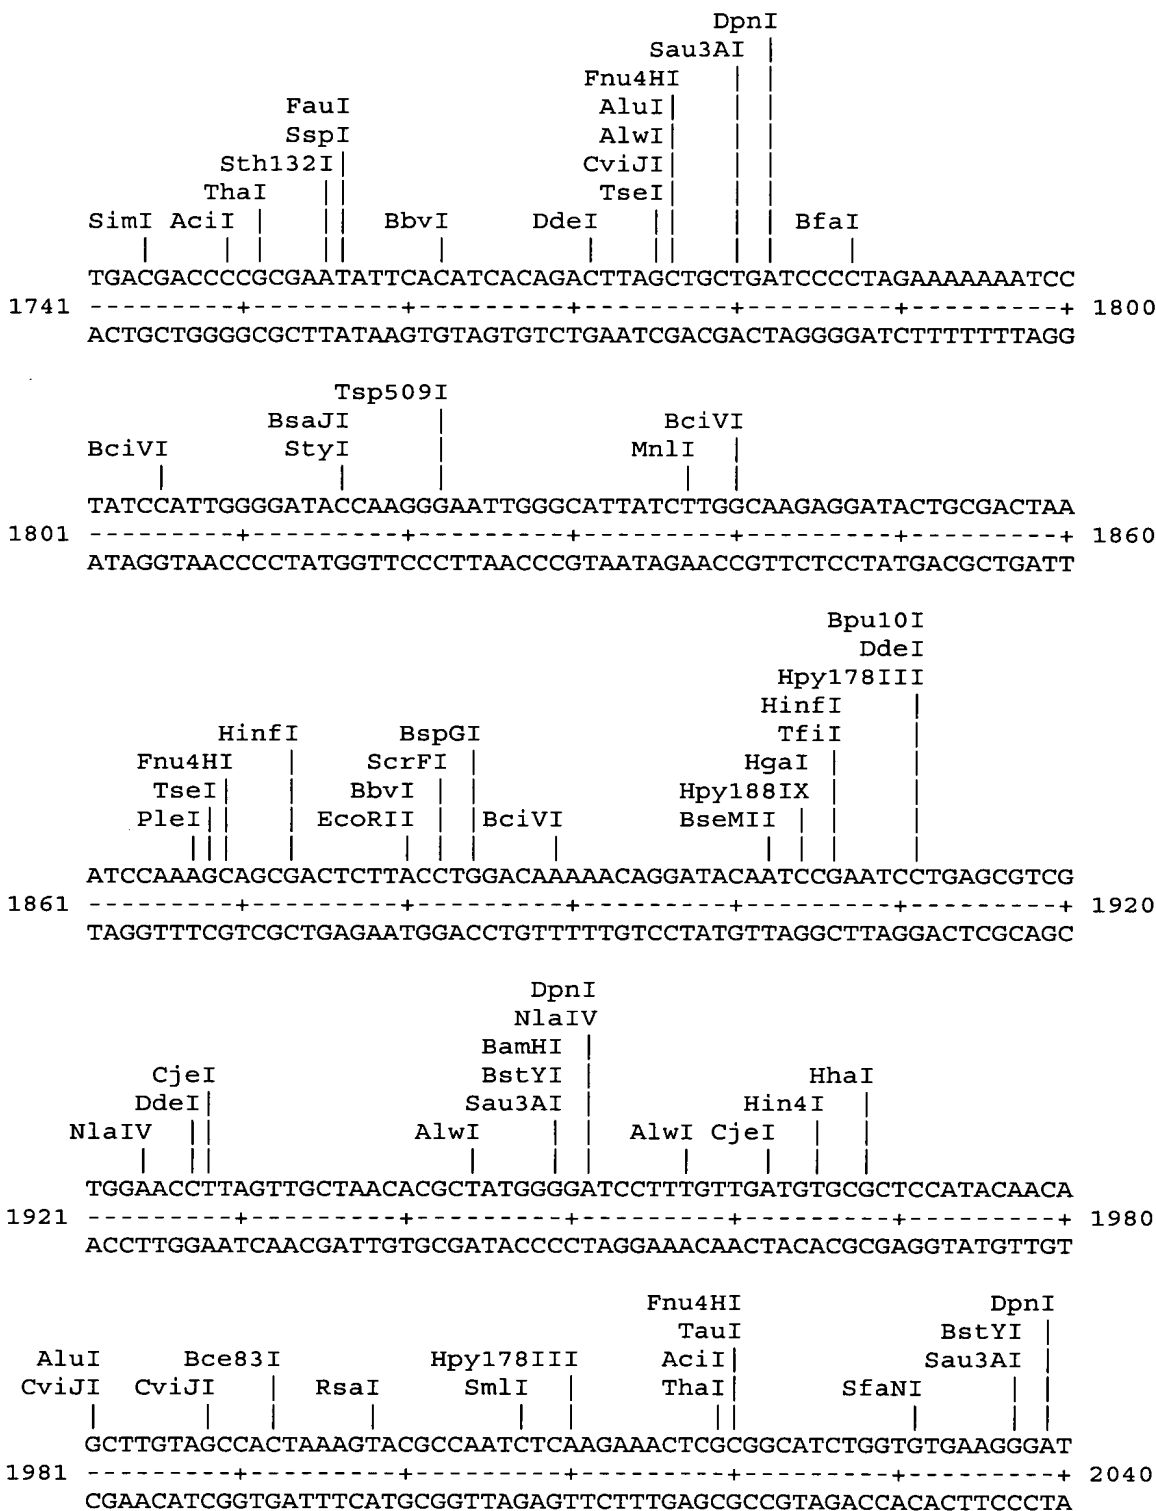 DpnI
Sau3AI |
Fnu4HI | |
FauI AluI| | |
SspI AlwI| | |
Sth132I| CviJI| | |
ThaI || TseI| | |
SimI AciI | || BbvI DdeI || | | BfaI
TGACGACCCCGCGAATATTCACATCACAGACTTAGCTGCTGATCCCCTAGAAAAAAATCC
1741 ---------+---------+---------+---------+---------+---------+ 1800
ACTGCTGGGGCGCTTATAAGTGTAGTGTCTGAATCGACGACTAGGGGATCTTTTTTTAGG
Tsp509I
BsaJI |
BciVI StyI | MnlI BciVI
TATCCATTGGGGATACCAAGGGAATTGGGCATTATCTTGGCAAGAGGATACTGCGACTAA
1801 ---------+---------+---------+---------+---------+---------+ 1860
ATAGGTAACCCCTATGGTTCCCTTAACCCGTAATAGAACCGTTCTCCTATGACGCTGATT
Bpu10I
DdeI
Hpy178III
HinfI |
HinfI BspGI TfiI |
Fnu4HI | ScrFI | HgaI | |
TseI| | BbvI | | Hpy188IX | |
PleI|| | EcoRII | |BciVI BseMII | | |
ATCCAAAGCAGCGACTCTTACCTGGACAAAAACAGGATACAATCCGAATCCTGAGCGTCG
1861 ---------+---------+---------+---------+---------+---------+ 1920
TAGGTTTCGTCGCTGAGAATGGACCTGTTTTTGTCCTATGTTAGGCTTAGGACTCGCAGC
DpnI
NlaIV
BamHI |
CjeI BstYI | HhaI
DdeI| Sau3AI | Hin4I |
NlaIV || AlwI | | AlwI CjeI | |
TGGAACCTTAGTTGCTAACACGCTATGGGGATCCTTTGTTGATGTGCGCTCCATACAACA
1921 ---------+---------+---------+---------+---------+---------+ 1980
ACCTTGGAATCAACGATTGTGCGATACCCCTAGGAAACAACTACACGCGAGGTATGTTGT
Fnu4HI DpnI
TauI BstYI |
AluI Bce83I Hpy178III AciI| Sau3AI |
CviJI CviJI | RsaI SmlI | ThaI| SfaNI | |
GCTTGTAGCCACTAAAGTACGCCAATCTCAAGAAACTCGCGGCATCTGGTGTGAAGGGAT
1981 ---------+---------+---------+---------+---------+---------+ 2040
CGAACATCGGTGATTTCATGCGGTTAGAGTTCTTTGAGCGCCGTAGACCACACTTCCCTA